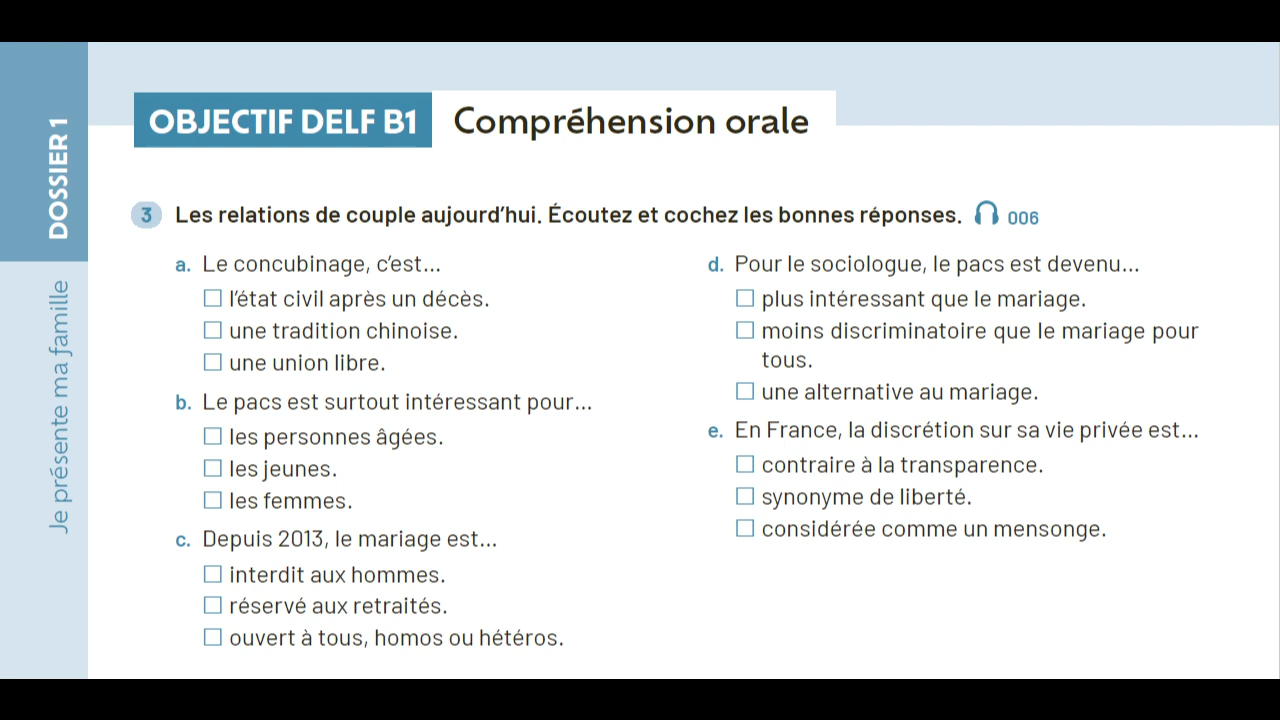 DOSSIER 1
Je présente ma famille
OBJECTIF DELF B1 Compréhension orale
3 Les relations de couple aujourd'hui. Écoutez et cochez les bonnes réponses. 006
a. Le concubinage, c'est...
l'état civil après un décès.
une tradition chinoise.
une union libre.
b. Le pacs est surtout intéressant pour...
les personnes âgées.
les jeunes.
les femmes.
c. Depuis 2013, le mariage est...
interdit aux hommes.
réservé aux retraités.
ouvert à tous, homos ou hétéros.
d. Pour le sociologue, le pacs est devenu...
plus intéressant que le mariage.
moins discriminatoire que le mariage pour
tous.
une alternative au mariage.
e. En France, la discrétion sur sa vie privée est...
contraire à la transparence.
synonyme de liberté.
considérée comme un mensonge.